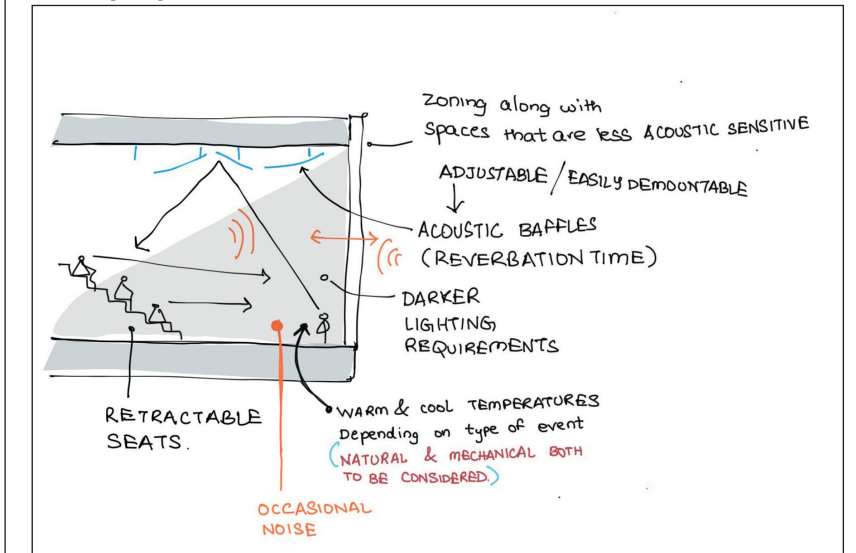 Zoning along with
Spaces that are less ACOUSTIC SENSITIVE
ADJUSTABLE / EASILY DEMOUNTABLE
ACOUSTIC BAFFLES
(REVERBATION TIME)
DARKER
LIGHTING
REQUIREMENTS
RETRACTABLE
SEATS.
WARM & COOL TEMPERATURES
Depending on type of event
(NATURAL & MECHANICAL BOTH
TO BE CONSIDERED.)
OCCASIONAL
NOISE